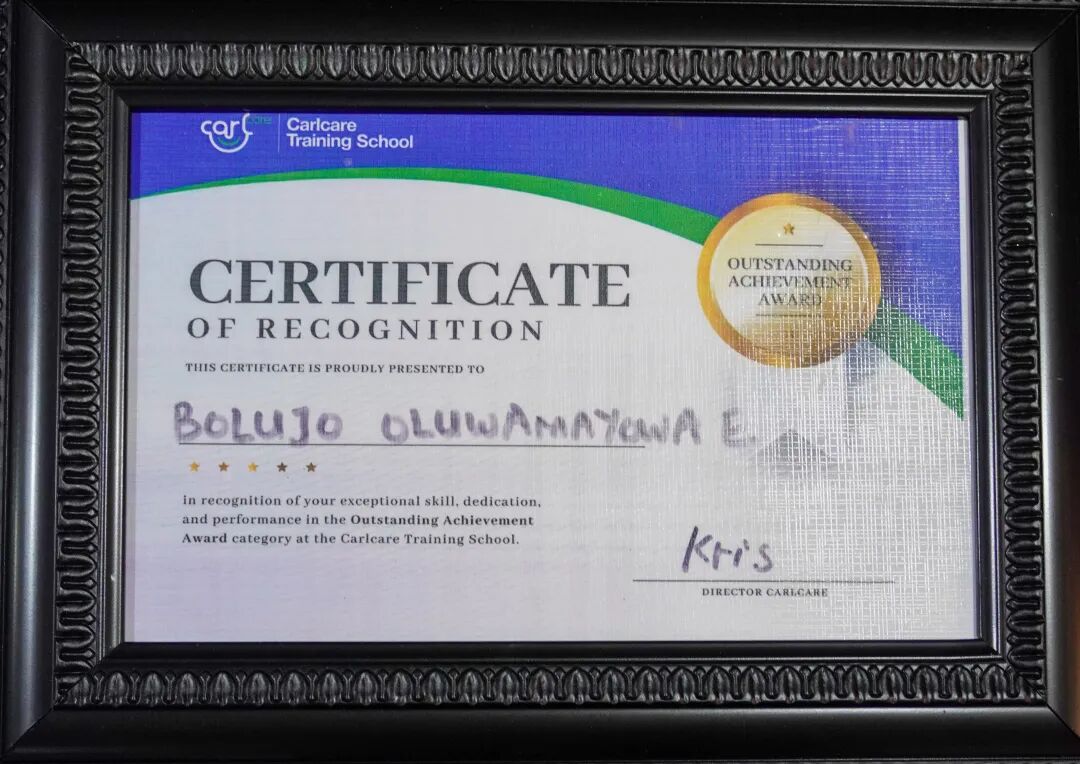 carlcare
Carlcare
Training School
OUTSTANDING
ACHIEVEMENT
AWARD
CERTIFICATE
OF RECOGNITION
THIS CERTIFICATE IS PROUDLY PRESENTED TO
BOLUJO OLUWAMAYOWA E.
in recognition of your exceptional skill, dedication,
and performance in the Outstanding Achievement
Award category at the Carlcare Training School.
Kris
DIRECTOR CARLCARE